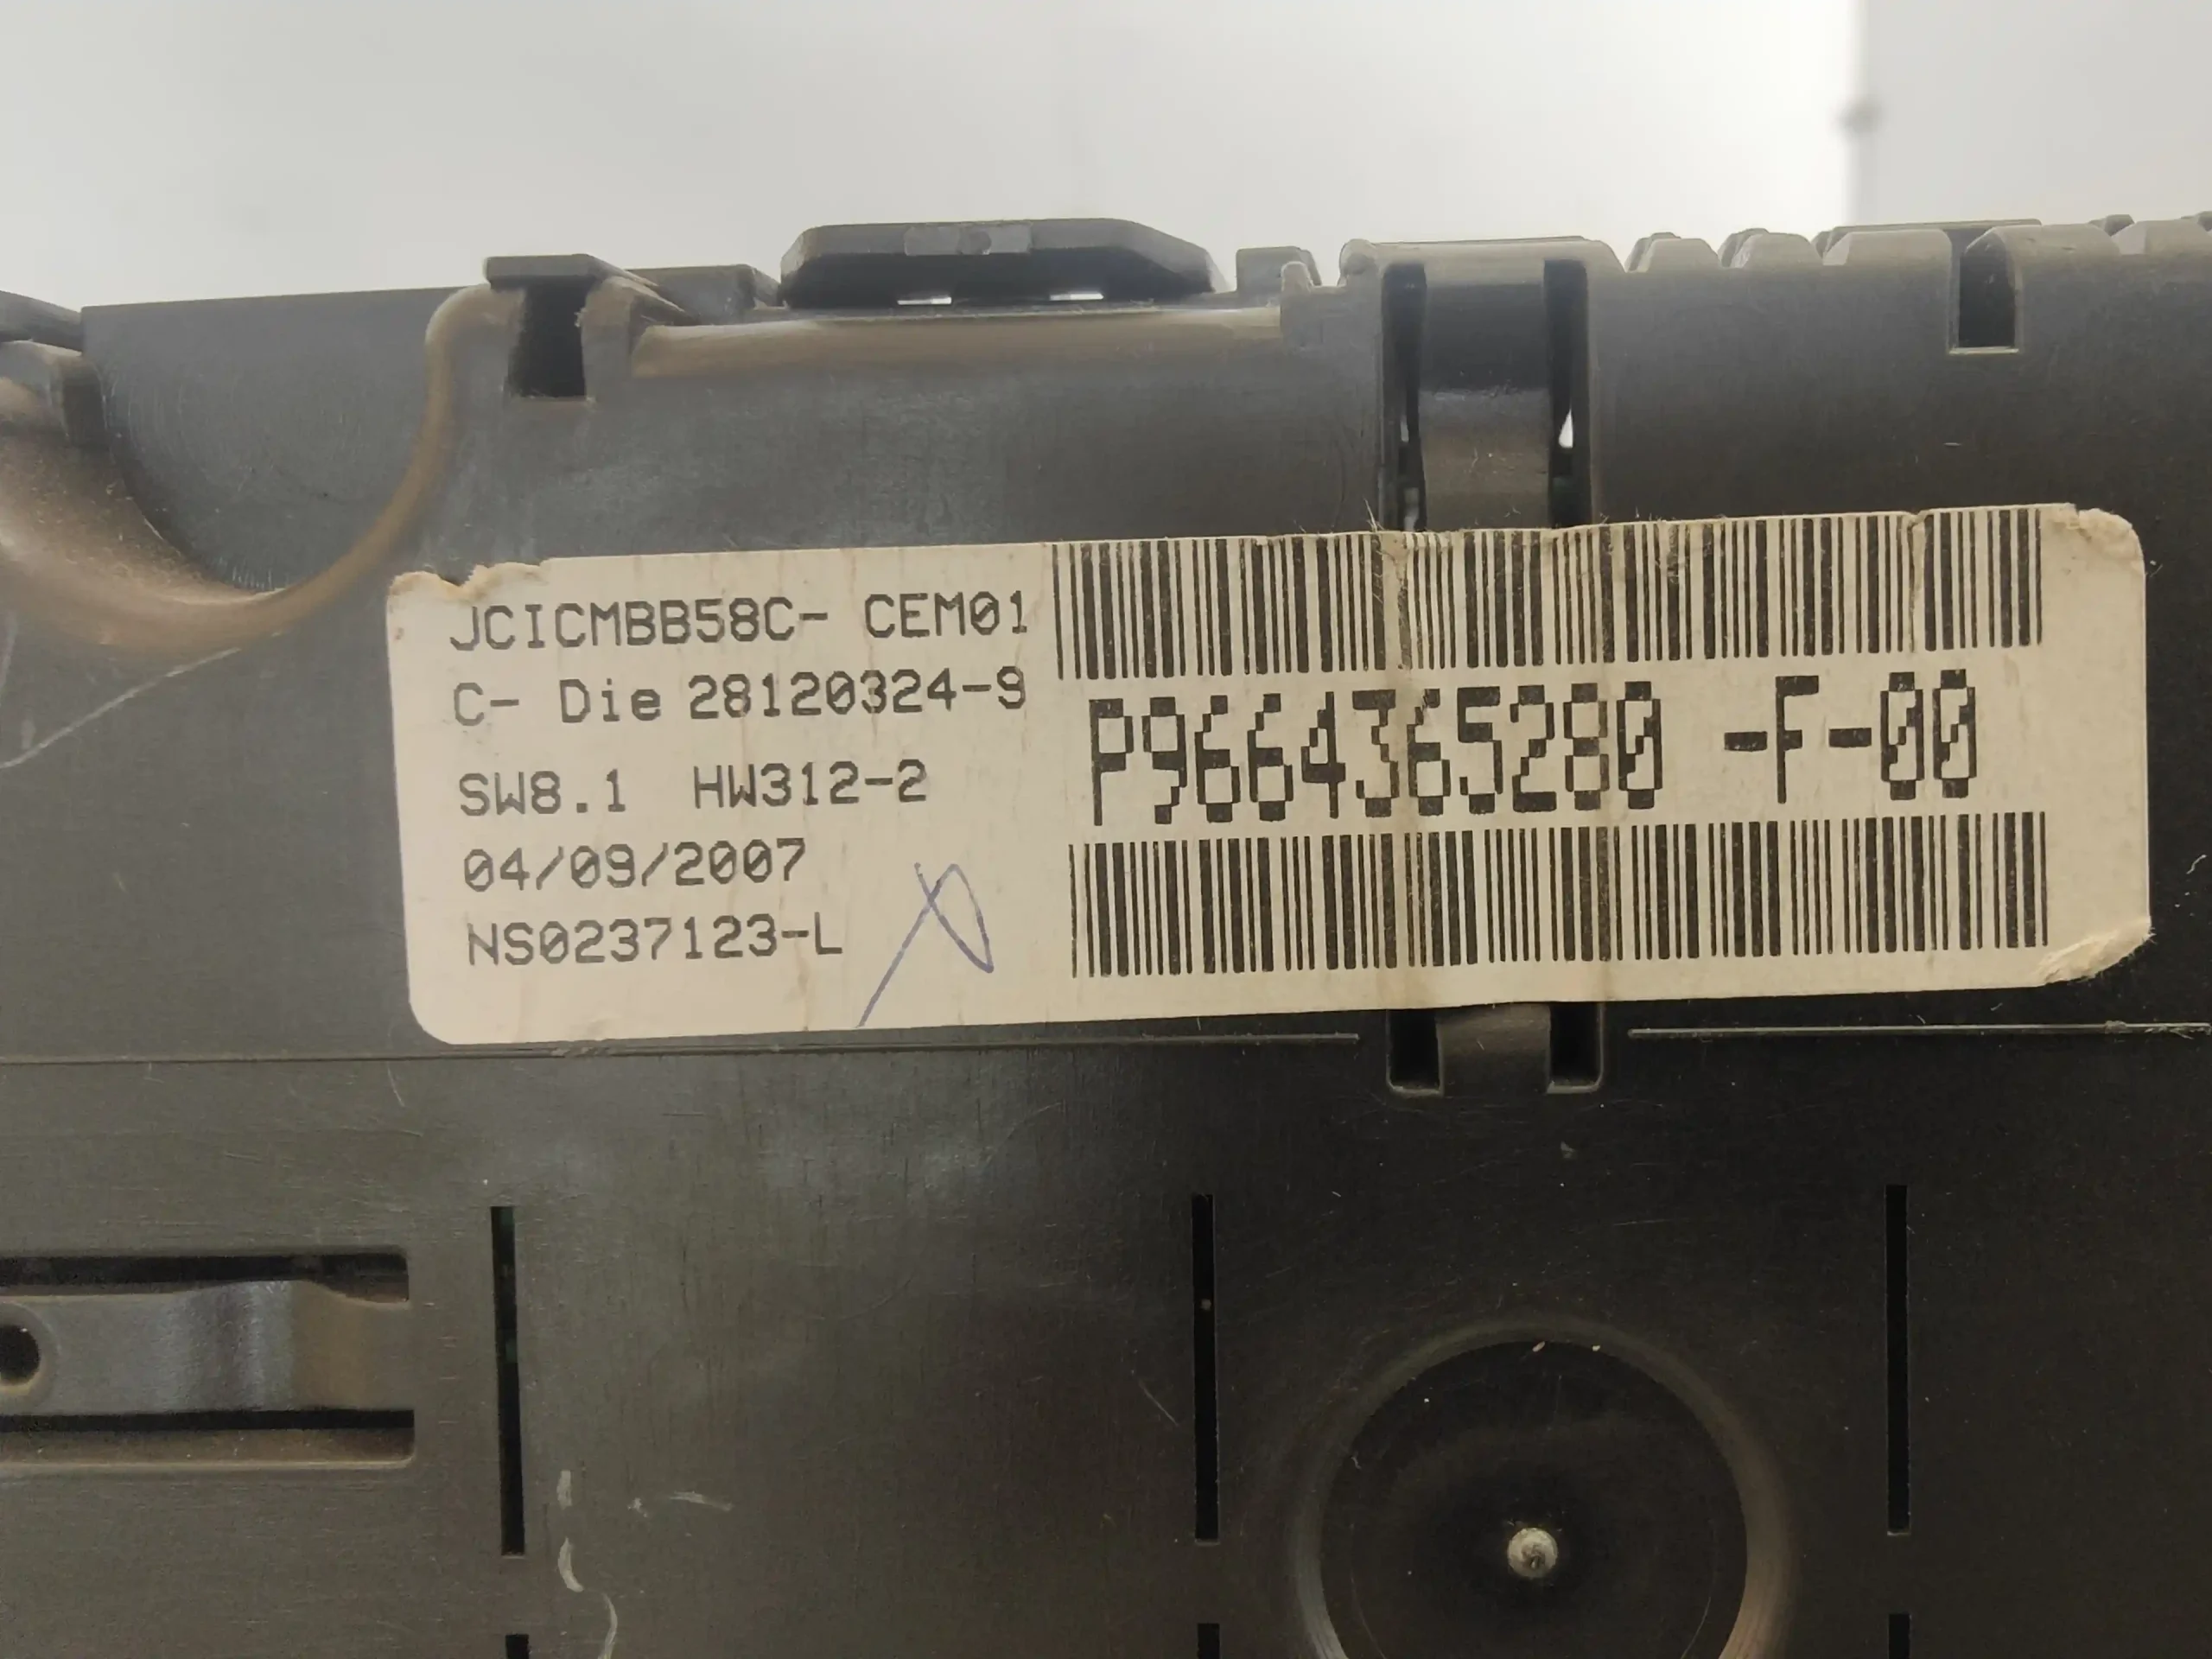 JCICMBB58C- CEM01
C- Die 28120324-9
SW8.1 HW312-2
04/09/2007
NS0237123-L
P9664365280 -F-00